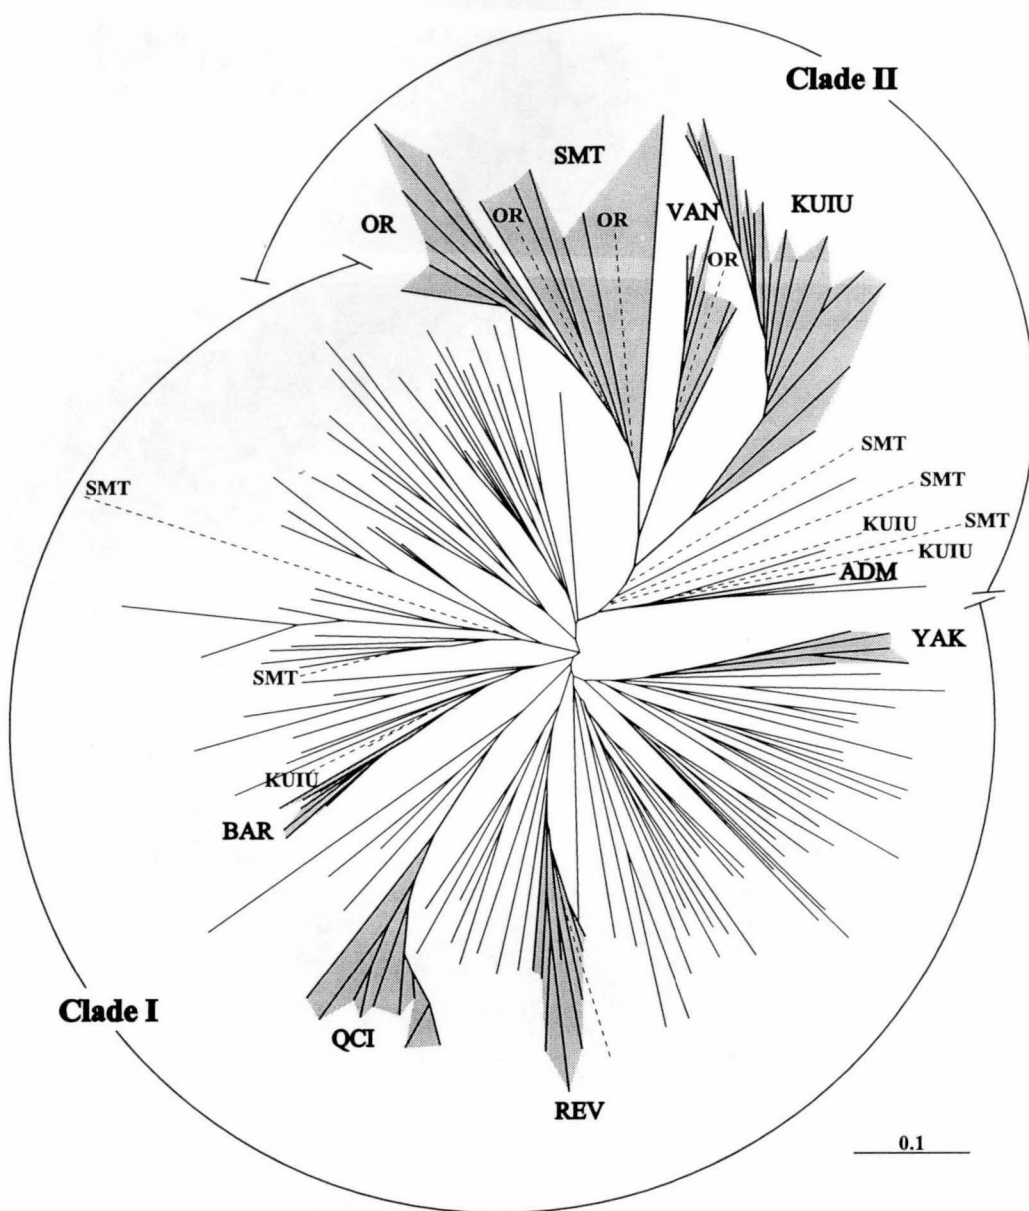 Clade II
SMT
OR
OR
OR
VAN
KUIU
OR
SMT
SMT
SMT
KUIU
SMT
KUIU
ADM
YAK
SMT
KUIU
BAR
Clade I
QCI
REV
0.1